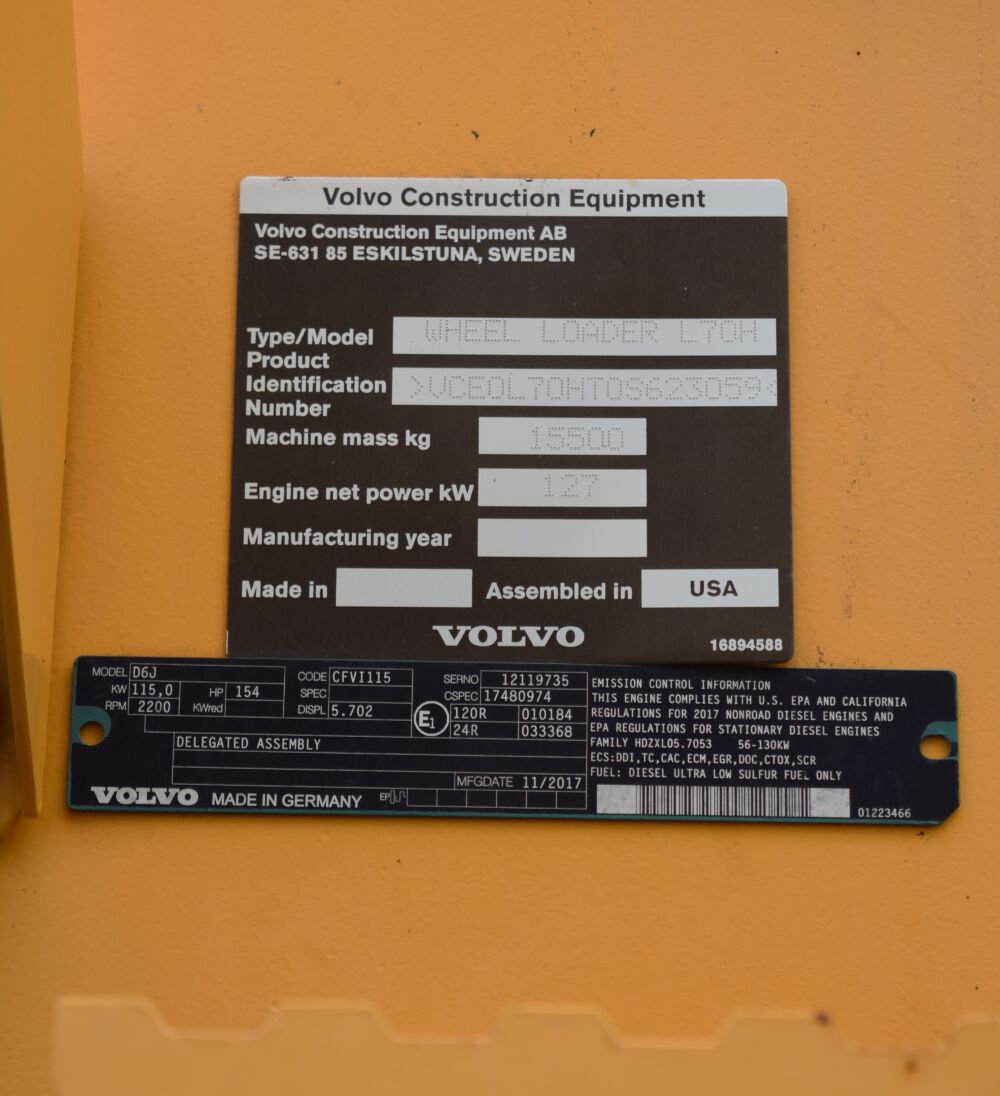 Volvo Construction Equipment
Volvo Construction Equipment AB
SE-631 85 ESKILSTUNA, SWEDEN
Type/Model WHEEL LOADER L70H
Product
Identification >VCE0L70HT0S623059<
Number
Machine mass kg 15500
Engine net power kW 127
Manufacturing year
Made in Assembled in USA
VOLVO 16894588
MODEL D6J
KW 115,0 HP 154
RPM 2200 KWred
CODE CFVI115
SPEC
DISPL 5.702
SERNO 12119735
CSPEC 17480974
E1 120R 010184
24R 033368
DELEGATED ASSEMBLY
MFGDATE 11/2017
VOLVO MADE IN GERMANY EP
EMISSION CONTROL INFORMATION
THIS ENGINE COMPLIES WITH U.S. EPA AND CALIFORNIA
REGULATIONS FOR 2017 NONROAD DIESEL ENGINES AND
EPA REGULATIONS FOR STATIONARY DIESEL ENGINES
FAMILY HDZXL05.7053 56-130KW
ECS:DDI,TC,CAC,ECM,EGR,DOC,CTOX,SCR
FUEL: DIESEL ULTRA LOW SULFUR FUEL ONLY
01223466